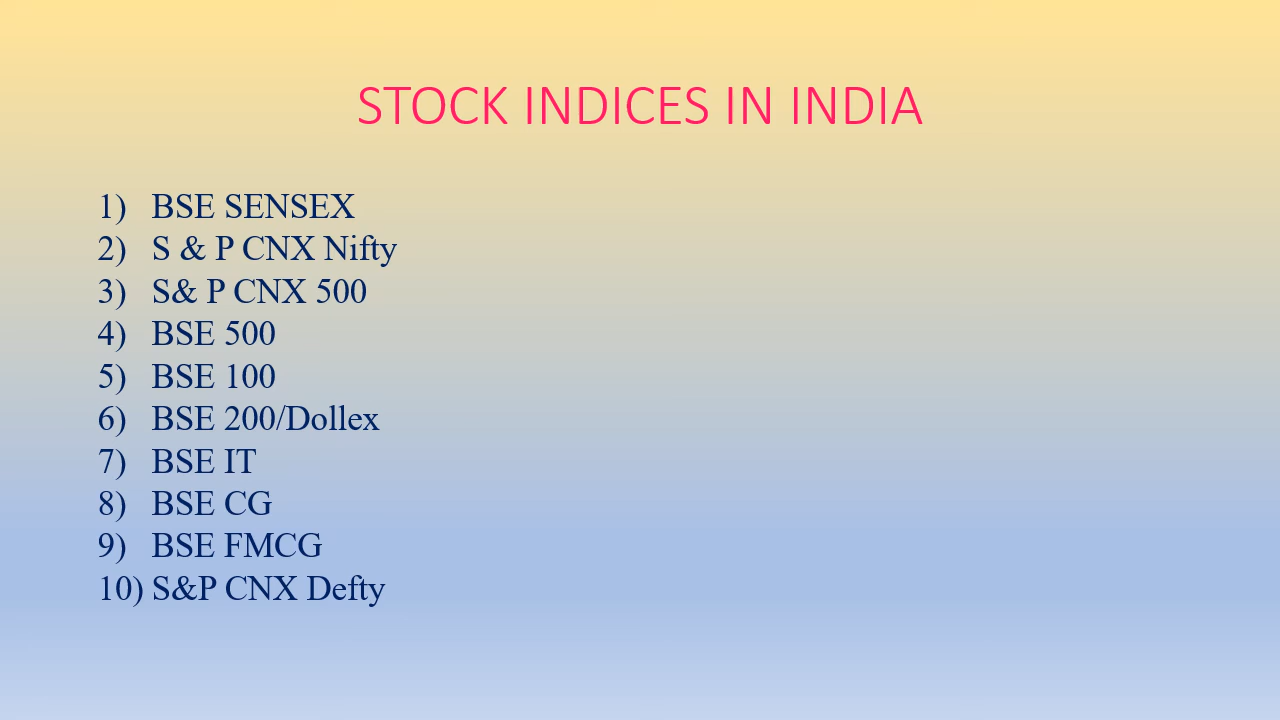 STOCK INDICES IN INDIA
1) BSE SENSEX
2) S & P CNX Nifty
3) S& P CNX 500
4) BSE 500
5) BSE 100
6) BSE 200/Dollex
7) BSE IT
8) BSE CG
9) BSE FMCG
10) S&P CNX Defty